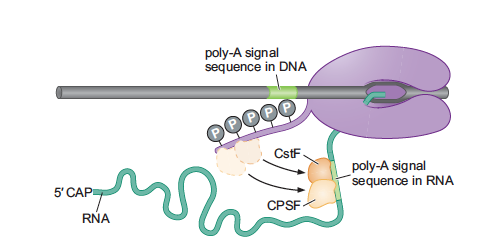 poly-A signal
sequence in DNA
P P P P P
CstF
poly-A signal
sequence in RNA
5′ CAP
CPSF
RNA